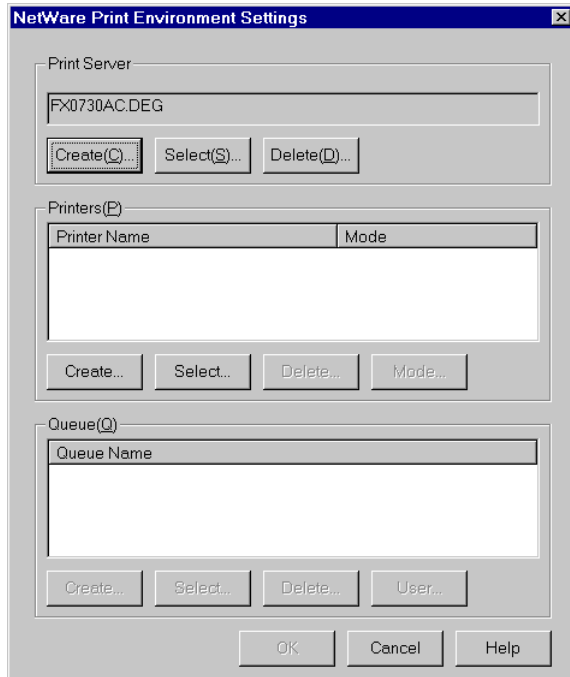 NetWare Print Environment Settings
Print Server
FX0730AC.DEG
Create(C)... Select(S)... Delete(D)...
Printers(P)
Printer Name Mode
Create... Select... Delete... Mode...
Queue(Q)
Queue Name
Create... Select... Delete... User...
OK Cancel Help